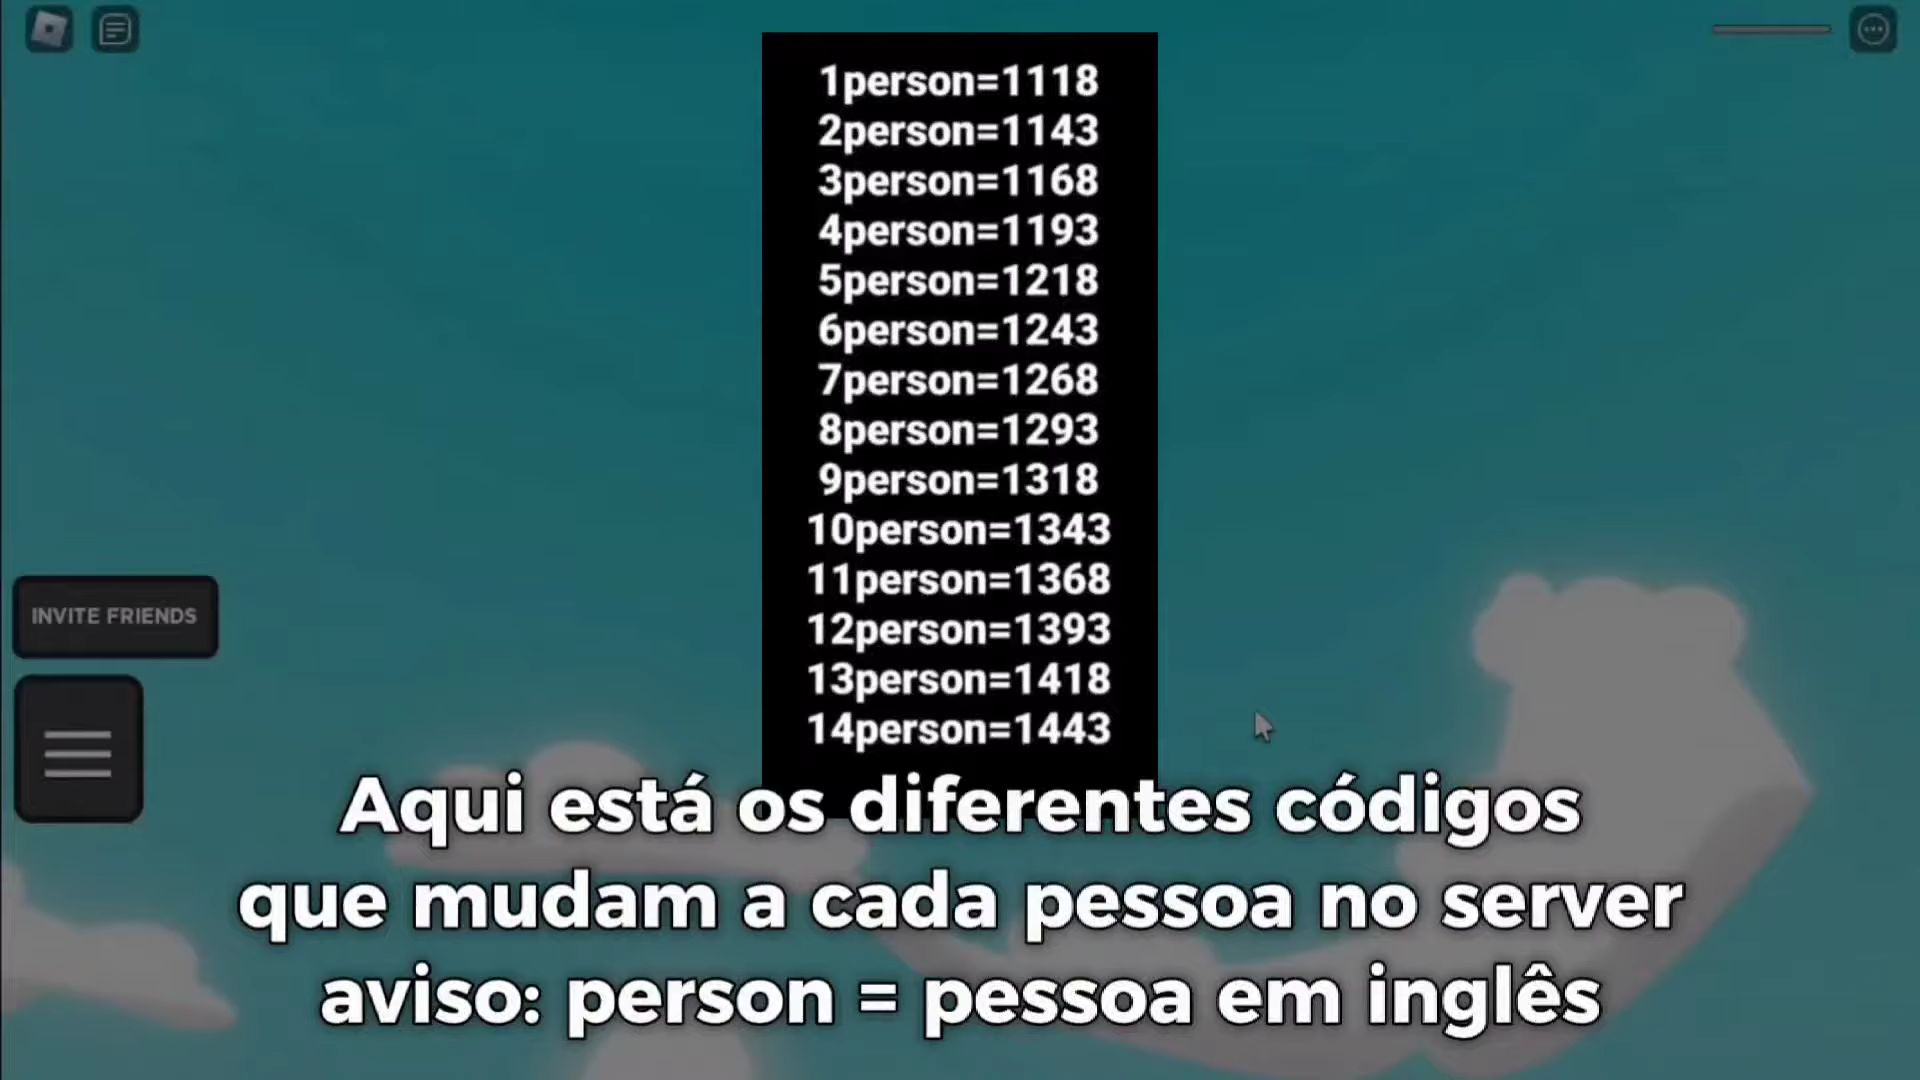 1person=1118
2person=1143
3person=1168
4person=1193
5person=1218
6person=1243
7person=1268
8person=1293
9person=1318
10person=1343
11person=1368
12person=1393
13person=1418
14person=1443
INVITE FRIENDS
Aqui está os diferentes códigos
que mudam a cada pessoa no server
aviso: person = pessoa em inglês